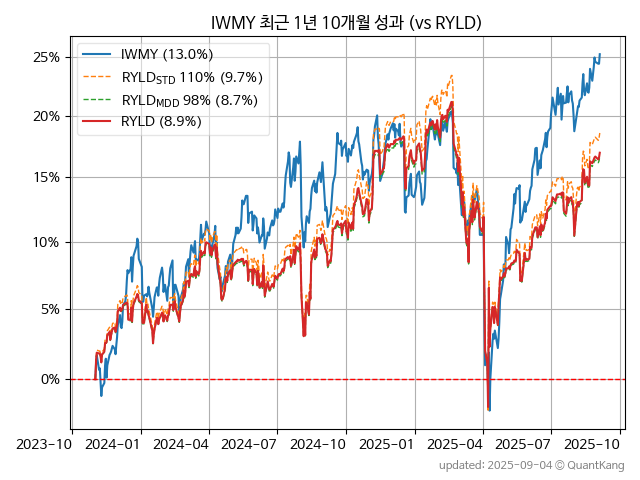 IWMY 최근 1년 10개월 성과 (vs RYLD)
IWMY (13.0%)
RYLD_STD 110% (9.7%)
RYLD_MDD 98% (8.7%)
RYLD (8.9%)
25%
20%
15%
10%
5%
0%
2023-10 2024-01 2024-04 2024-07 2024-10 2025-01 2025-04 2025-07 2025-10
updated: 2025-09-04 © QuantKang